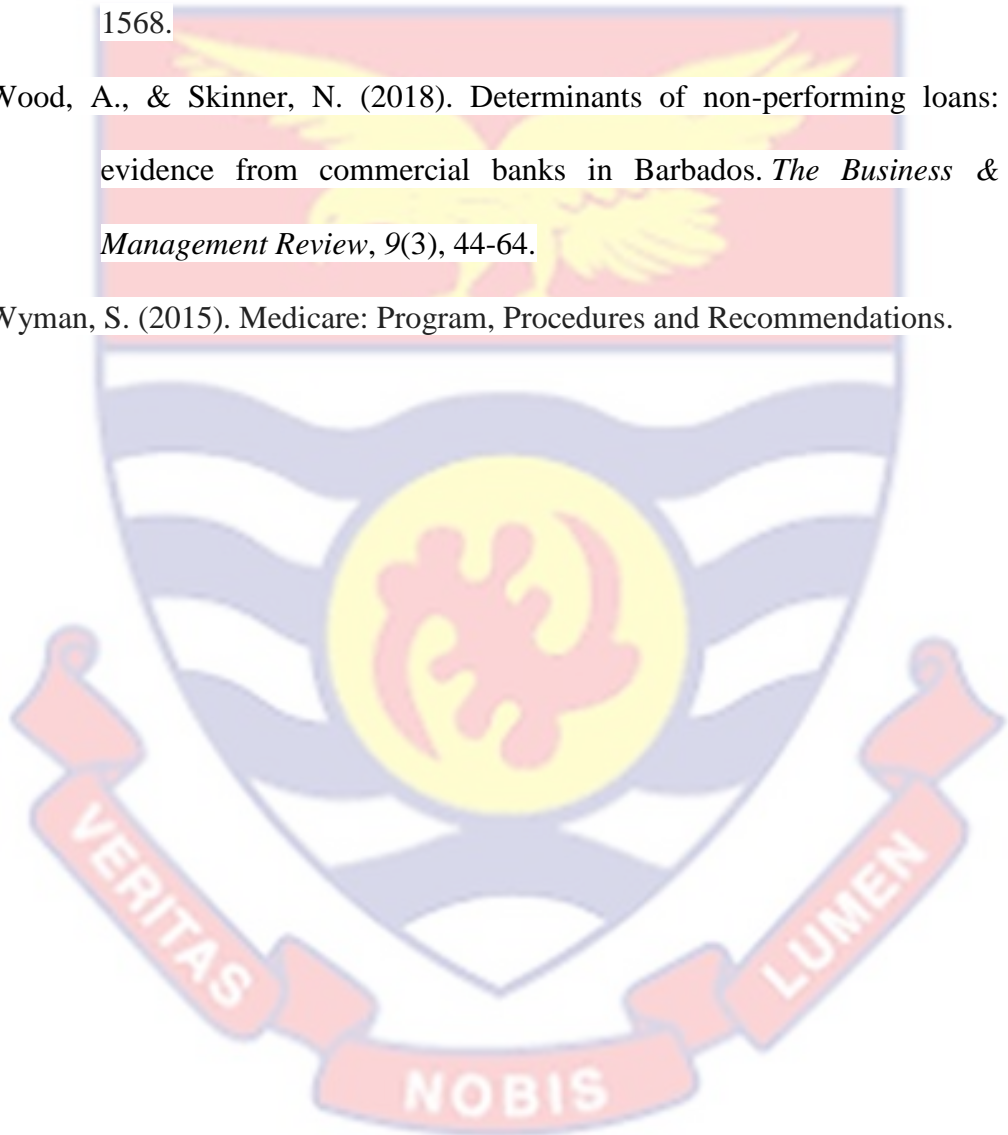 1568.
Wood, A., & Skinner, N. (2018). Determinants of non-performing loans:
evidence from commercial banks in Barbados. The Business &
Management Review, 9(3), 44-64.
Wyman, S. (2015). Medicare: Program, Procedures and Recommendations.
VERITAS
NOBIS
LUMEN